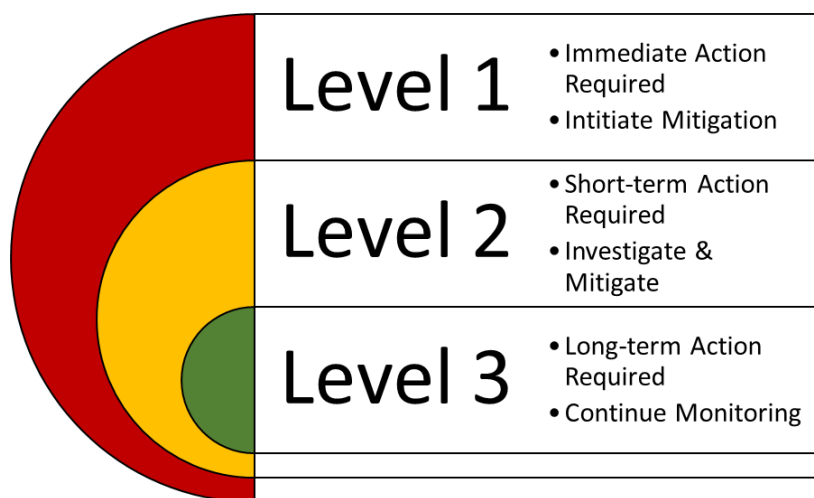 Level 1
• Immediate Action
Required
• Intitiate Mitigation
Level 2
• Short-term Action
Required
• Investigate &
Mitigate
Level 3
• Long-term Action
Required
• Continue Monitoring